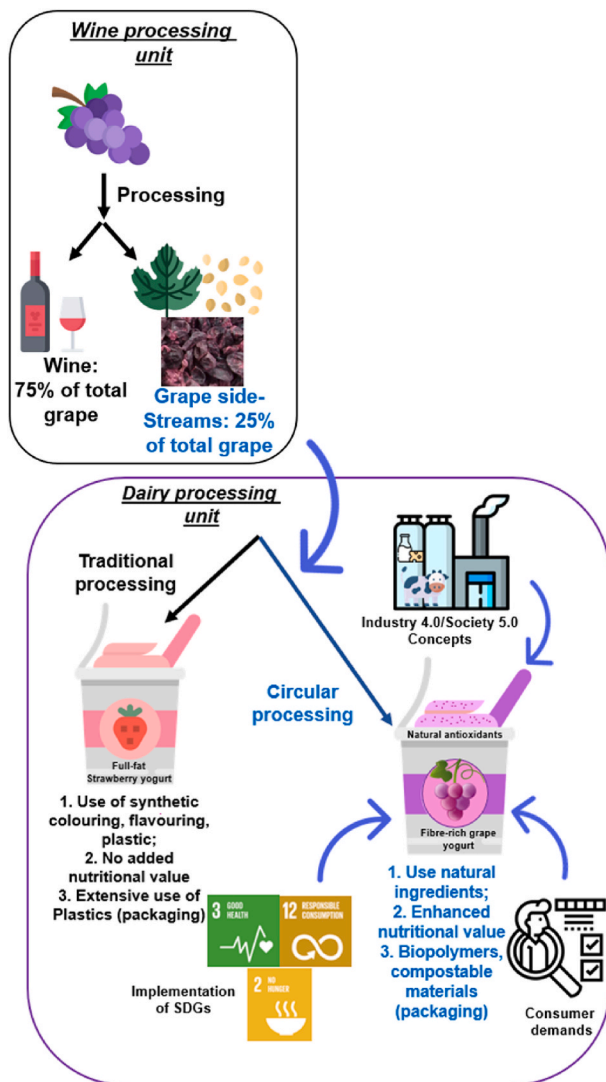 Wine processing
unit
Processing
Wine:
75% of total
grape
Grape side-
Streams: 25%
of total grape
Dairy processing
unit
Traditional
processing
Industry 4.0/Society 5.0
Concepts
Circular
processing
Full-fat
Strawberry yogurt
Natural antioxidants
Fibre-rich grape
yogurt
1. Use of synthetic
colouring, flavouring,
plastic;
2. No added
nutritional value
3. Extensive use of
Plastics (packaging)
1. Use natural
ingredients;
2. Enhanced
nutritional value
3. Biopolymers,
compostable
materials
(packaging)
3 GOOD
HEALTH
12 RESPONSIBLE
CONSUMPTION
2 NO
HUNGER
Implementation
of SDGs
Consumer
demands